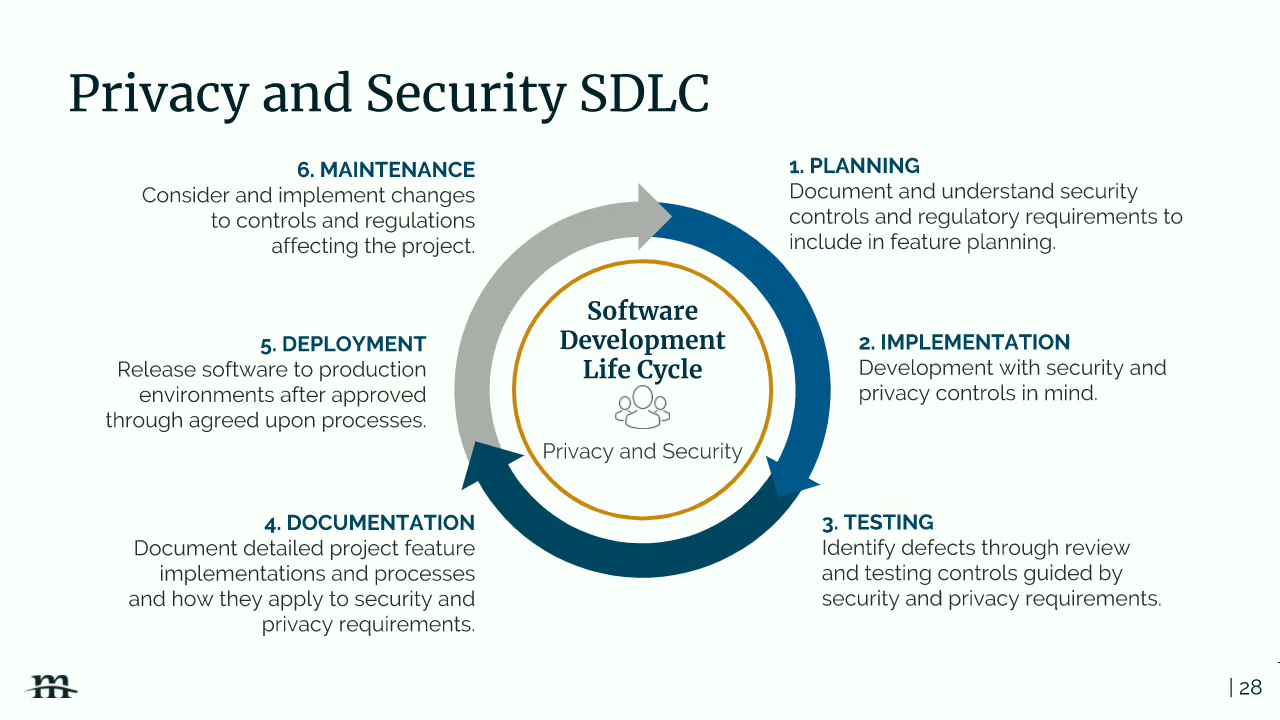 Privacy and Security SDLC
6. MAINTENANCE
Consider and implement changes
to controls and regulations
affecting the project.
1. PLANNING
Document and understand security
controls and regulatory requirements to
include in feature planning.
Software
Development
Life Cycle
Privacy and Security
5. DEPLOYMENT
Release software to production
environments after approved
through agreed upon processes.
2. IMPLEMENTATION
Development with security and
privacy controls in mind.
4. DOCUMENTATION
Document detailed project feature
implementations and processes
and how they apply to security and
privacy requirements.
3. TESTING
Identify defects through review
and testing controls guided by
security and privacy requirements.
m
| 28